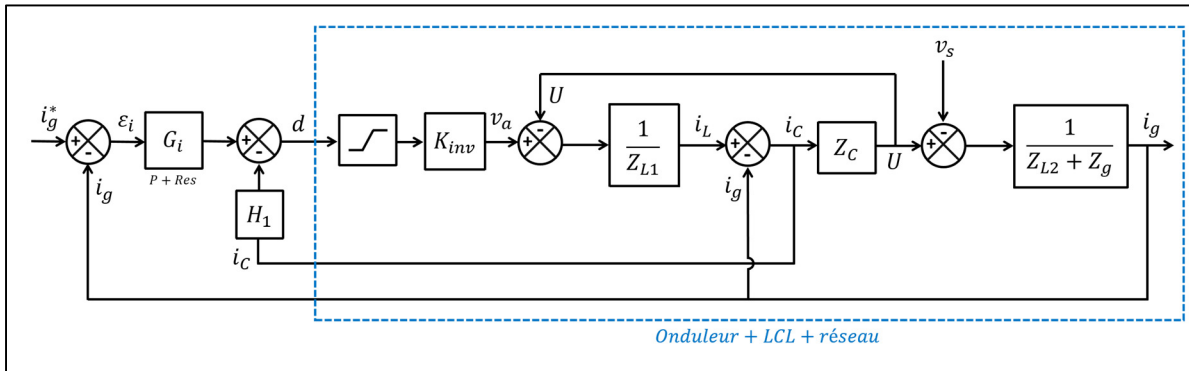 v_s
U
i_g^* + - ε_i G_i + d K_inv v_a + - 1/Z_L1 i_L + - i_C Z_C U + - 1/(Z_L2 + Z_g) i_g
i_g P + Res i_g
H_1
i_C
Onduleur + LCL + réseau